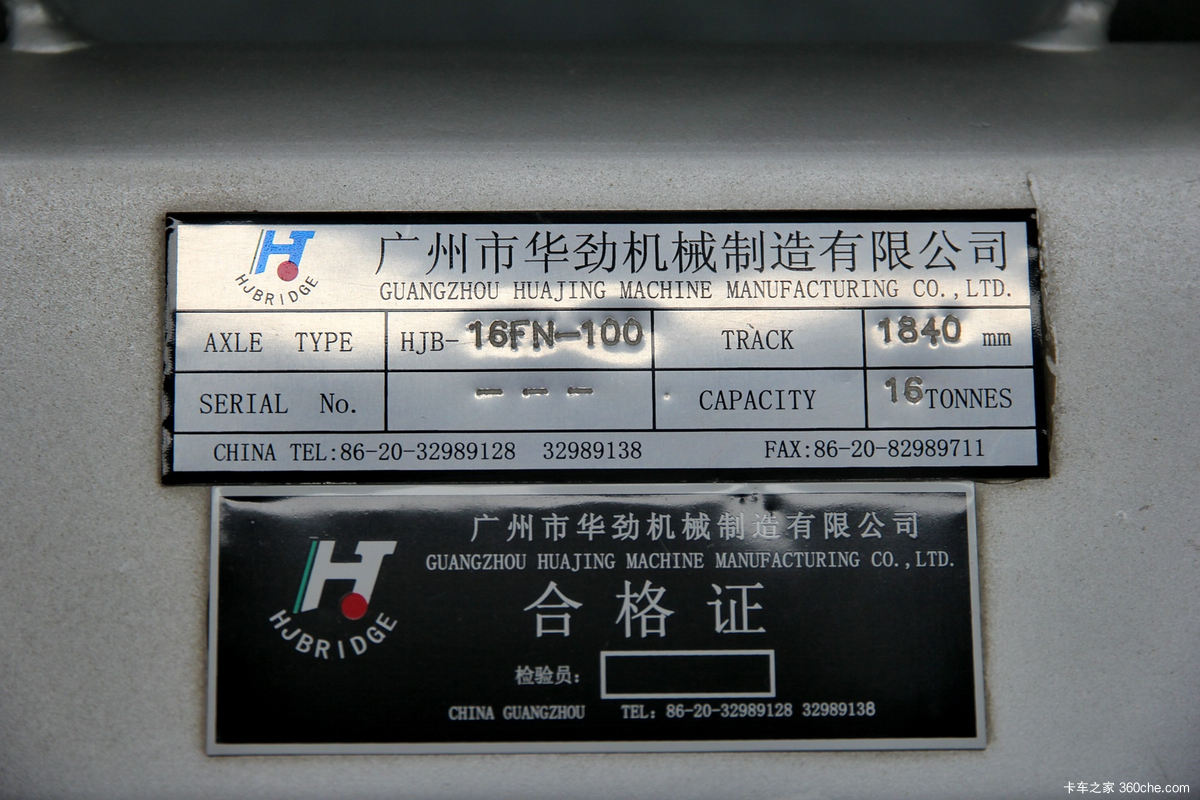 HJBRIDGE
广州市华劲机械制造有限公司
GUANGZHOU HUAJING MACHINE MANUFACTURING CO.,LTD.
AXLE TYPE HJB-16FN-100 TRACK 1840 mm
SERIAL No. --- CAPACITY 16 TONNES
CHINA TEL:86-20-32989128 32989138 FAX:86-20-82989711
HJBRIDGE
广州市华劲机械制造有限公司
GUANGZHOU HUAJING MACHINE MANUFACTURING CO.,LTD.
合格证
检验员:
CHINA GUANGZHOU TEL: 86-20-32989128 32989138
卡车之家 360che.com